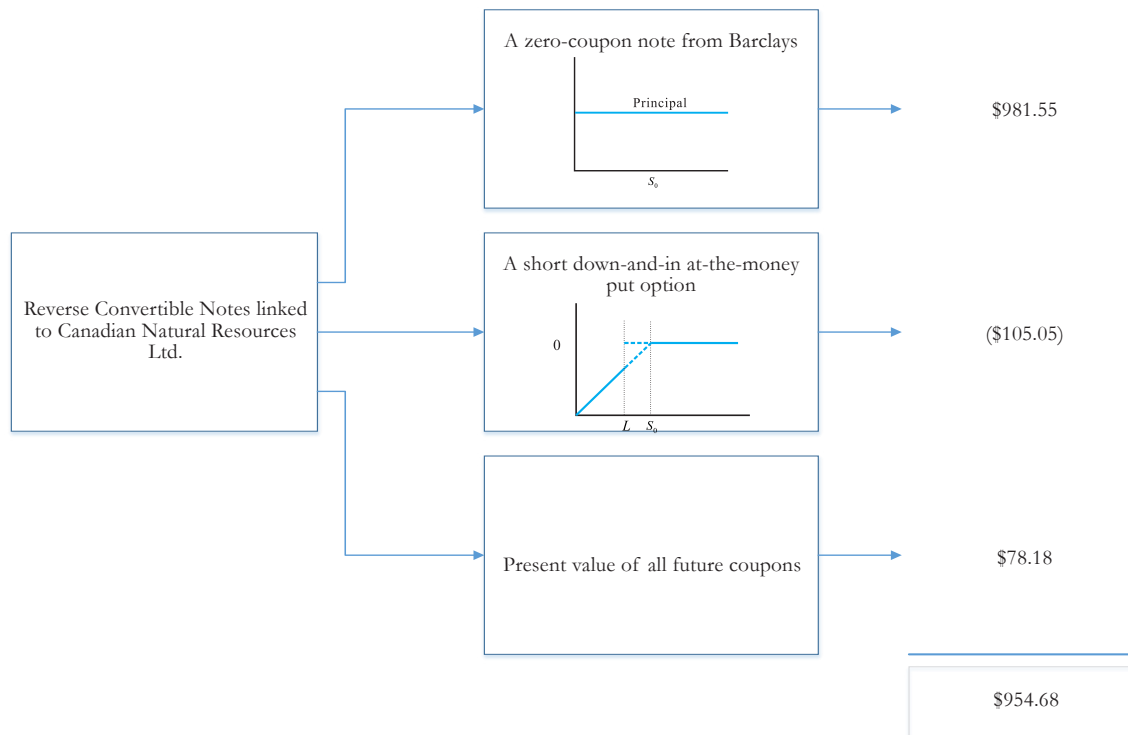 A zero-coupon note from Barclays
Principal
S₀
$981.55
Reverse Convertible Notes linked
to Canadian Natural Resources
Ltd.
A short down-and-in at-the-money
put option
0
L S₀
($105.05)
Present value of all future coupons
$78.18
$954.68